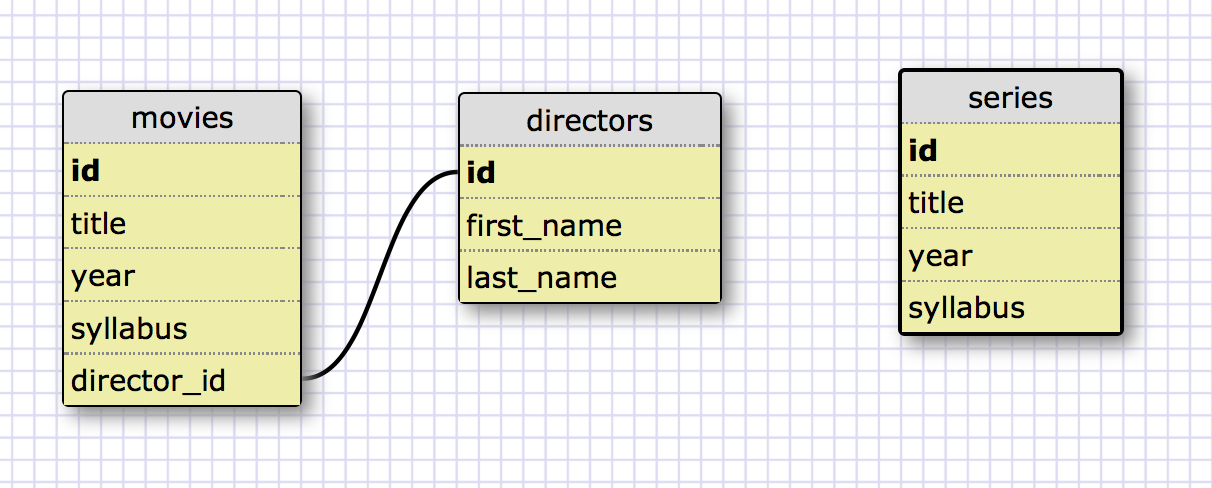 movies
id
title
year
syllabus
director_id
directors
id
first_name
last_name
series
id
title
year
syllabus